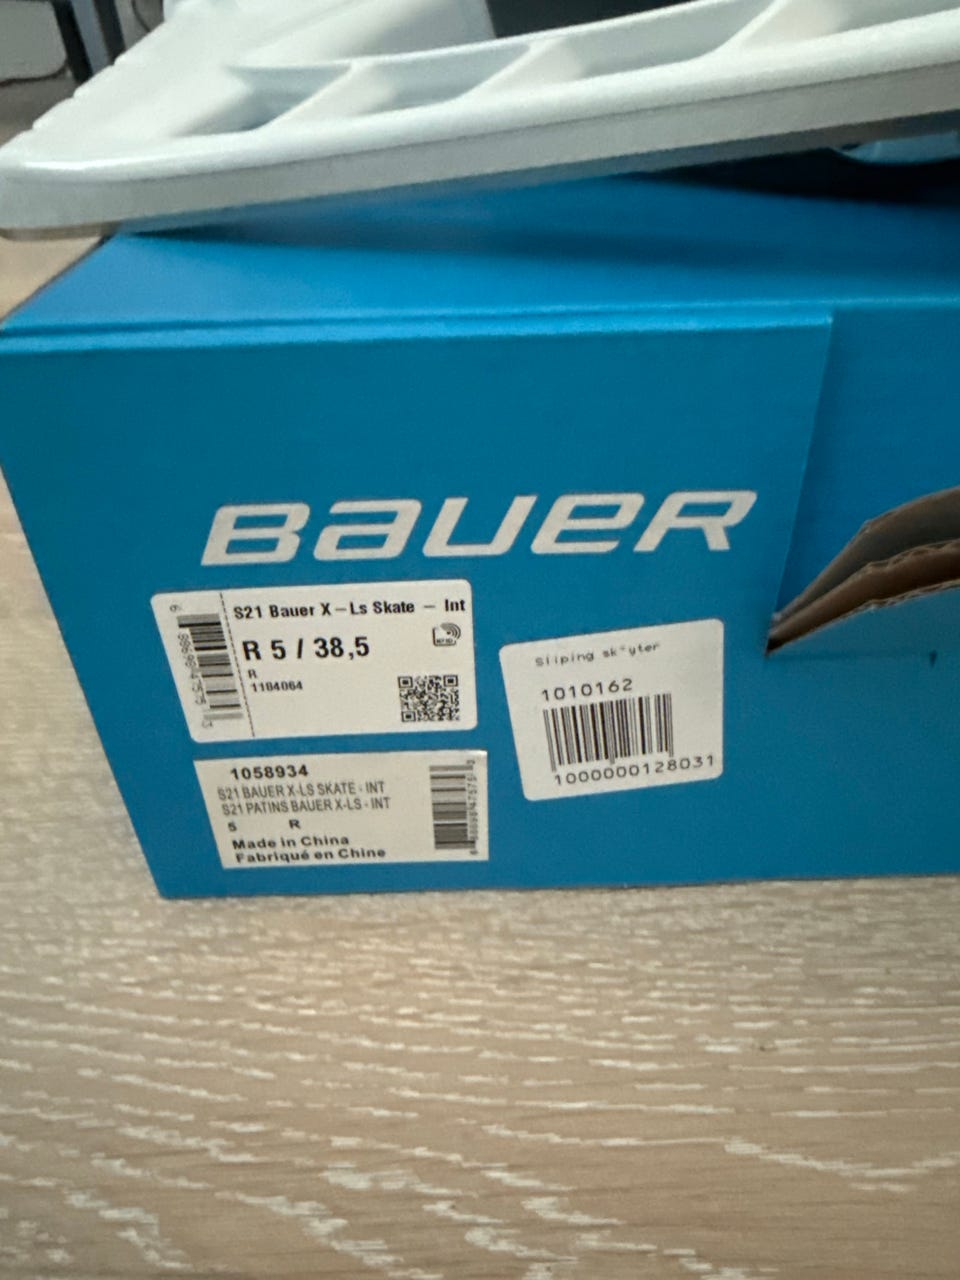 BAUER
S21 Bauer X-Ls Skate - Int
R 5 / 38,5
R
1184064
Sliping sk°yter
1010162
1000000128031
1058934
S21 BAUER X-LS SKATE - INT
S21 PATINS BAUER X-LS - INT
5 R
Made in China
Fabriqué en Chine